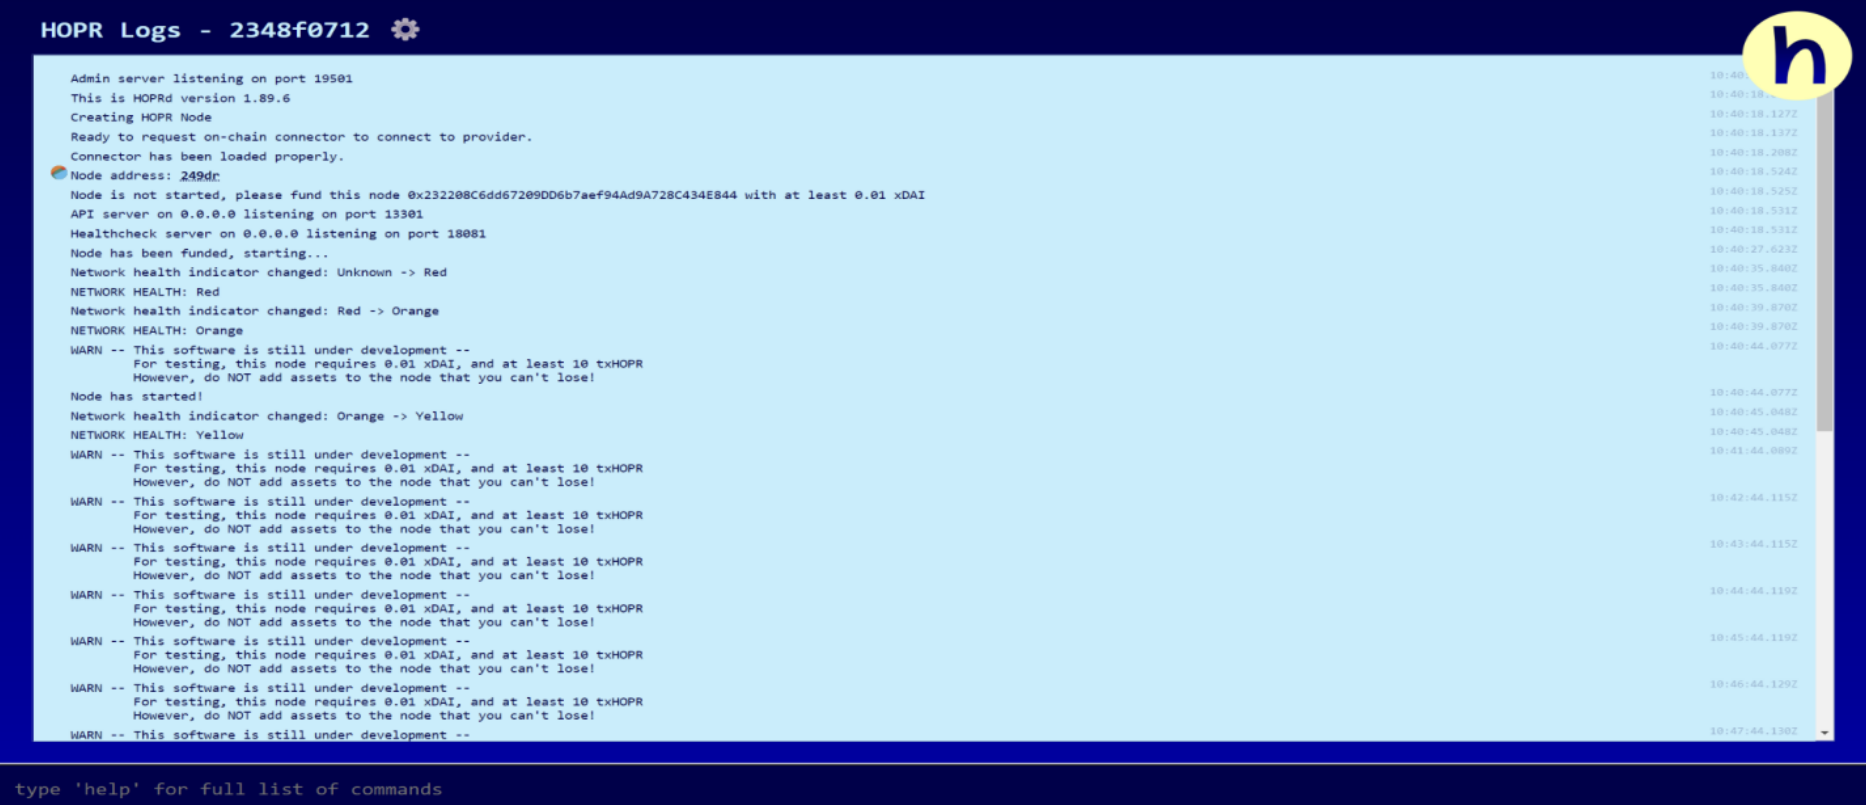 HOPR Logs - 2348f0712
h
Admin server listening on port 19501 10:40:
This is HOPRd version 1.89.6 10:40:18.
Creating HOPR Node 10:40:18.127Z
Ready to request on-chain connector to connect to provider. 10:40:18.137Z
Connector has been loaded properly. 10:40:18.208Z
Node address: 249dr 10:40:18.524Z
Node is not started, please fund this node 0x232208C6dd67209DD6b7aef94Ad9A728C434E844 with at least 0.01 xDAI 10:40:18.525Z
API server on 0.0.0.0 listening on port 13301 10:40:18.531Z
Healthcheck server on 0.0.0.0 listening on port 18081 10:40:18.531Z
Node has been funded, starting... 10:40:27.623Z
Network health indicator changed: Unknown -> Red 10:40:35.840Z
NETWORK HEALTH: Red 10:40:35.840Z
Network health indicator changed: Red -> Orange 10:40:39.870Z
NETWORK HEALTH: Orange 10:40:39.870Z
WARN -- This software is still under development -- 10:40:44.077Z
For testing, this node requires 0.01 xDAI, and at least 10 txHOPR
However, do NOT add assets to the node that you can't lose!
Node has started! 10:40:44.077Z
Network health indicator changed: Orange -> Yellow 10:40:45.048Z
NETWORK HEALTH: Yellow 10:40:45.048Z
WARN -- This software is still under development -- 10:41:44.089Z
For testing, this node requires 0.01 xDAI, and at least 10 txHOPR
However, do NOT add assets to the node that you can't lose!
WARN -- This software is still under development -- 10:42:44.115Z
For testing, this node requires 0.01 xDAI, and at least 10 txHOPR
However, do NOT add assets to the node that you can't lose!
WARN -- This software is still under development -- 10:43:44.115Z
For testing, this node requires 0.01 xDAI, and at least 10 txHOPR
However, do NOT add assets to the node that you can't lose!
WARN -- This software is still under development -- 10:44:44.119Z
For testing, this node requires 0.01 xDAI, and at least 10 txHOPR
However, do NOT add assets to the node that you can't lose!
WARN -- This software is still under development -- 10:45:44.119Z
For testing, this node requires 0.01 xDAI, and at least 10 txHOPR
However, do NOT add assets to the node that you can't lose!
WARN -- This software is still under development -- 10:46:44.129Z
For testing, this node requires 0.01 xDAI, and at least 10 txHOPR
However, do NOT add assets to the node that you can't lose!
WARN -- This software is still under development -- 10:47:44.130Z
type 'help' for full list of commands